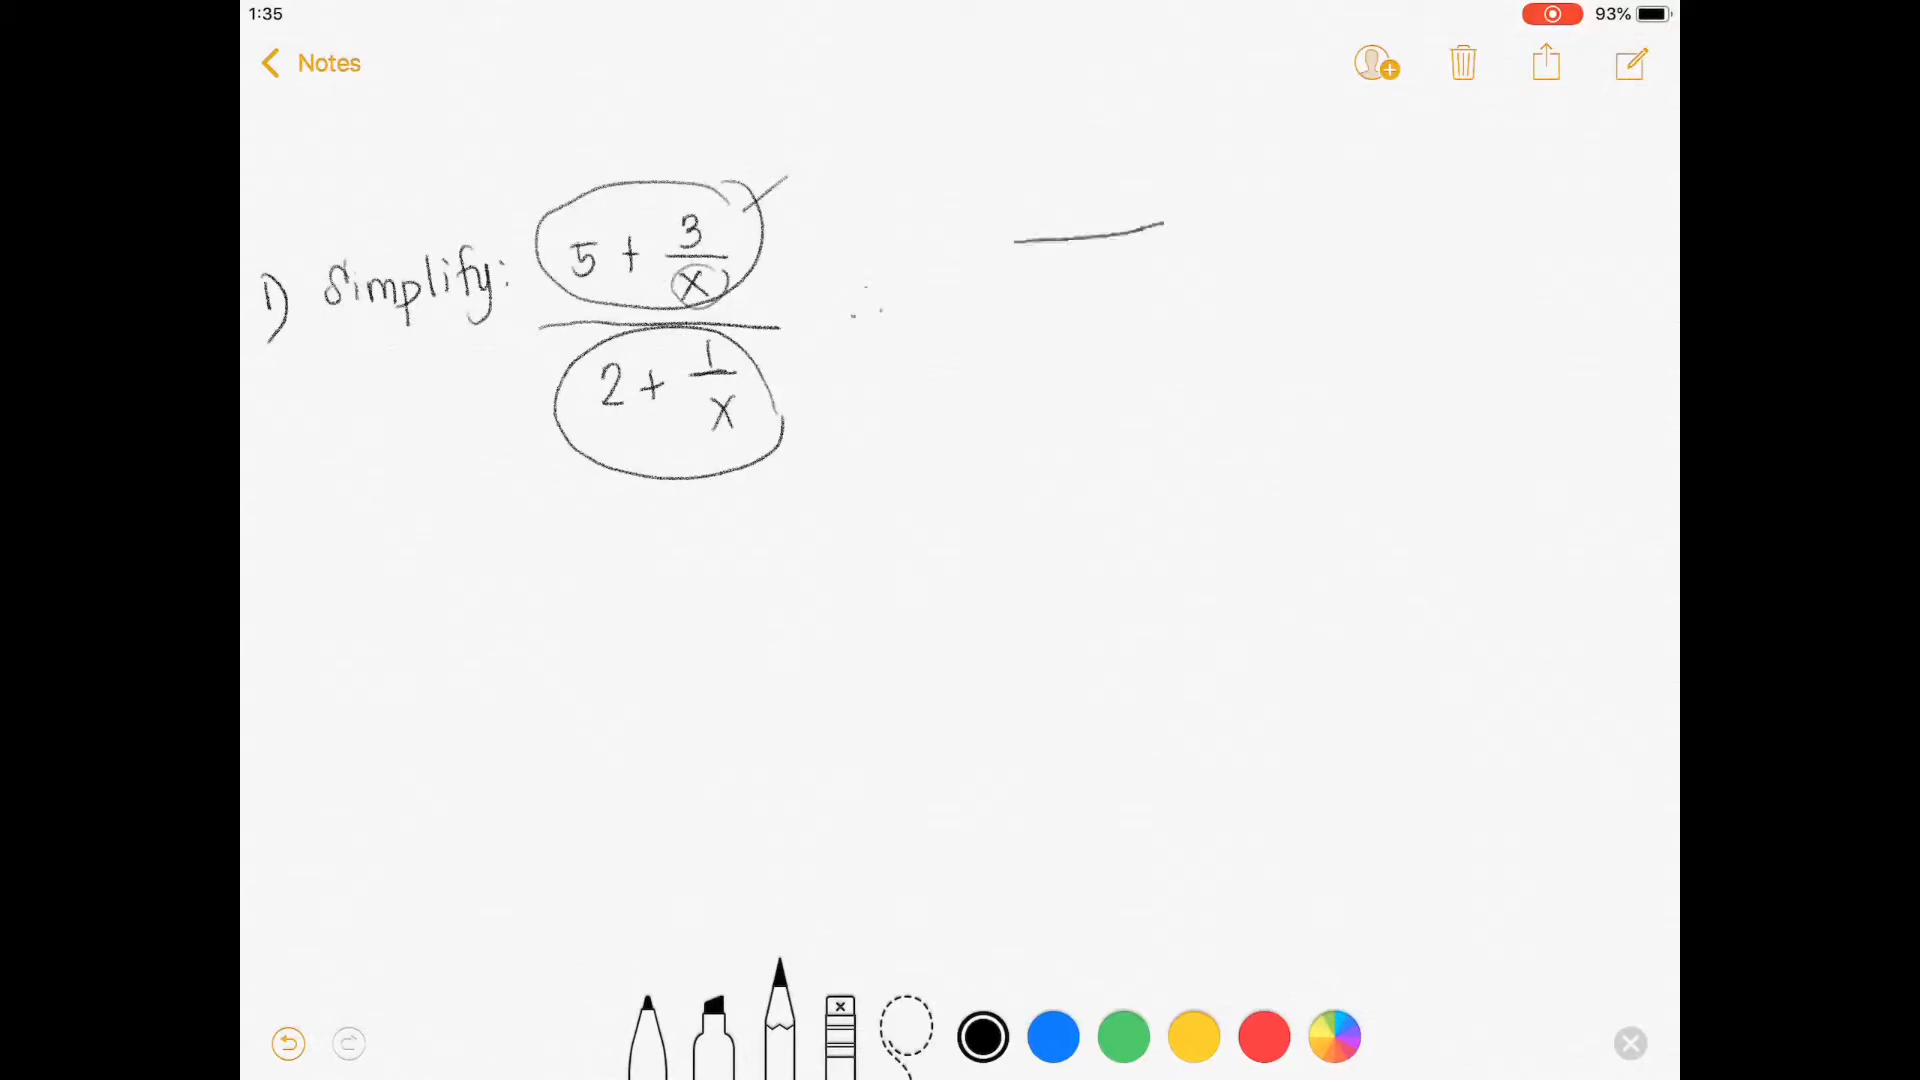 1:35
93%
Notes
1) Simplify:
5 + 3/x
2 + 1/x